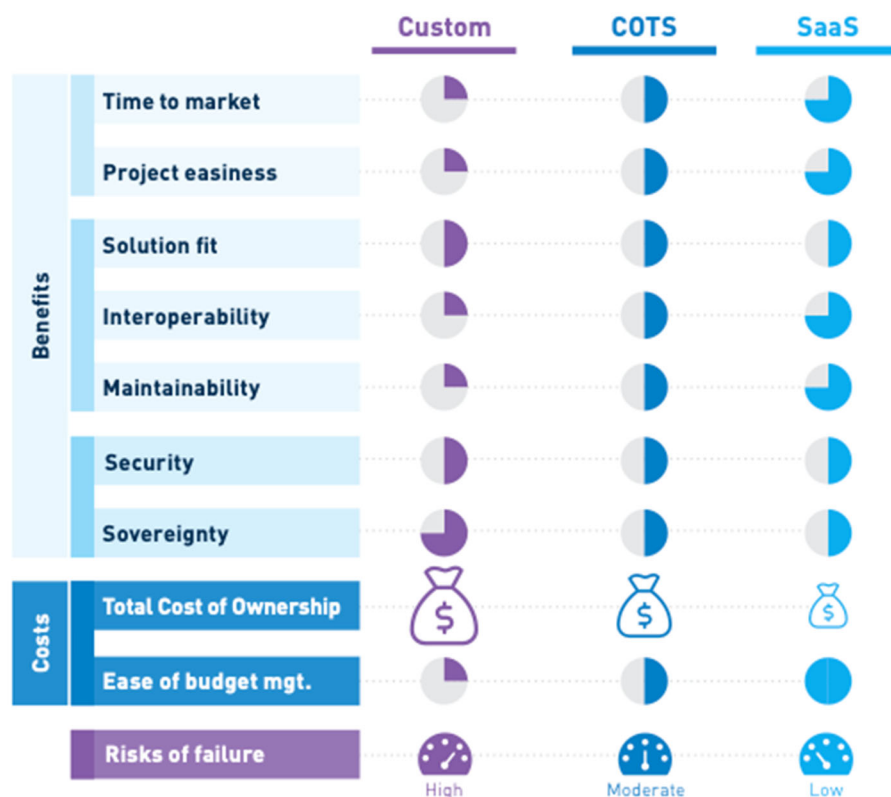 Custom COTS SaaS
Benefits
Time to market
Project easiness
Solution fit
Interoperability
Maintainability
Security
Sovereignty
Costs
Total Cost of Ownership $ $ $
Ease of budget mgt.
Risks of failure
High Moderate Low